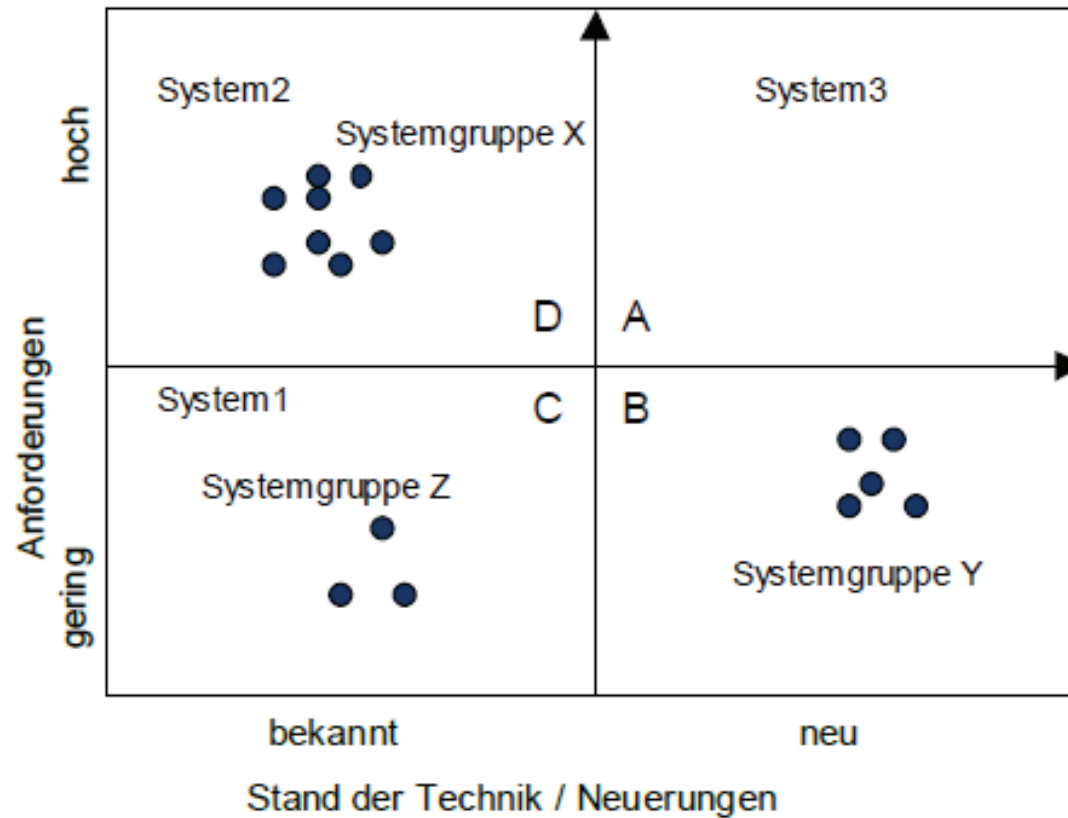 System2
System3
Systemgruppe X
hoch
D
A
Anforderungen
System1
C
B
Systemgruppe Z
gering
Systemgruppe Y
bekannt
neu
Stand der Technik / Neuerungen